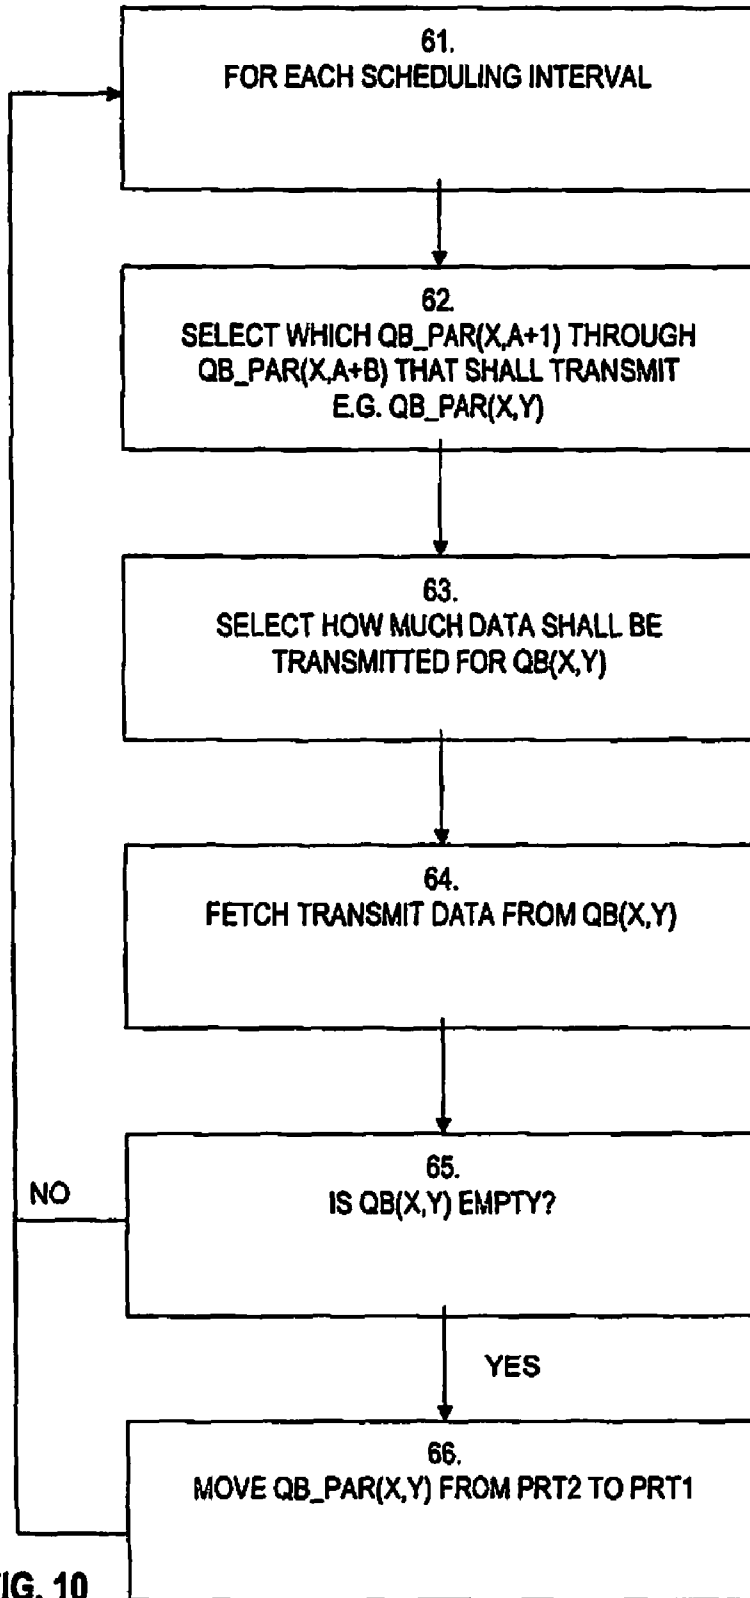 61.
FOR EACH SCHEDULING INTERVAL
62.
SELECT WHICH QB_PAR(X,A+1) THROUGH
QB_PAR(X,A+B) THAT SHALL TRANSMIT
E.G. QB_PAR(X,Y)
63.
SELECT HOW MUCH DATA SHALL BE
TRANSMITTED FOR QB(X,Y)
64.
FETCH TRANSMIT DATA FROM QB(X,Y)
65.
IS QB(X,Y) EMPTY?
NO
YES
66.
MOVE QB_PAR(X,Y) FROM PRT2 TO PRT1
FIG. 10